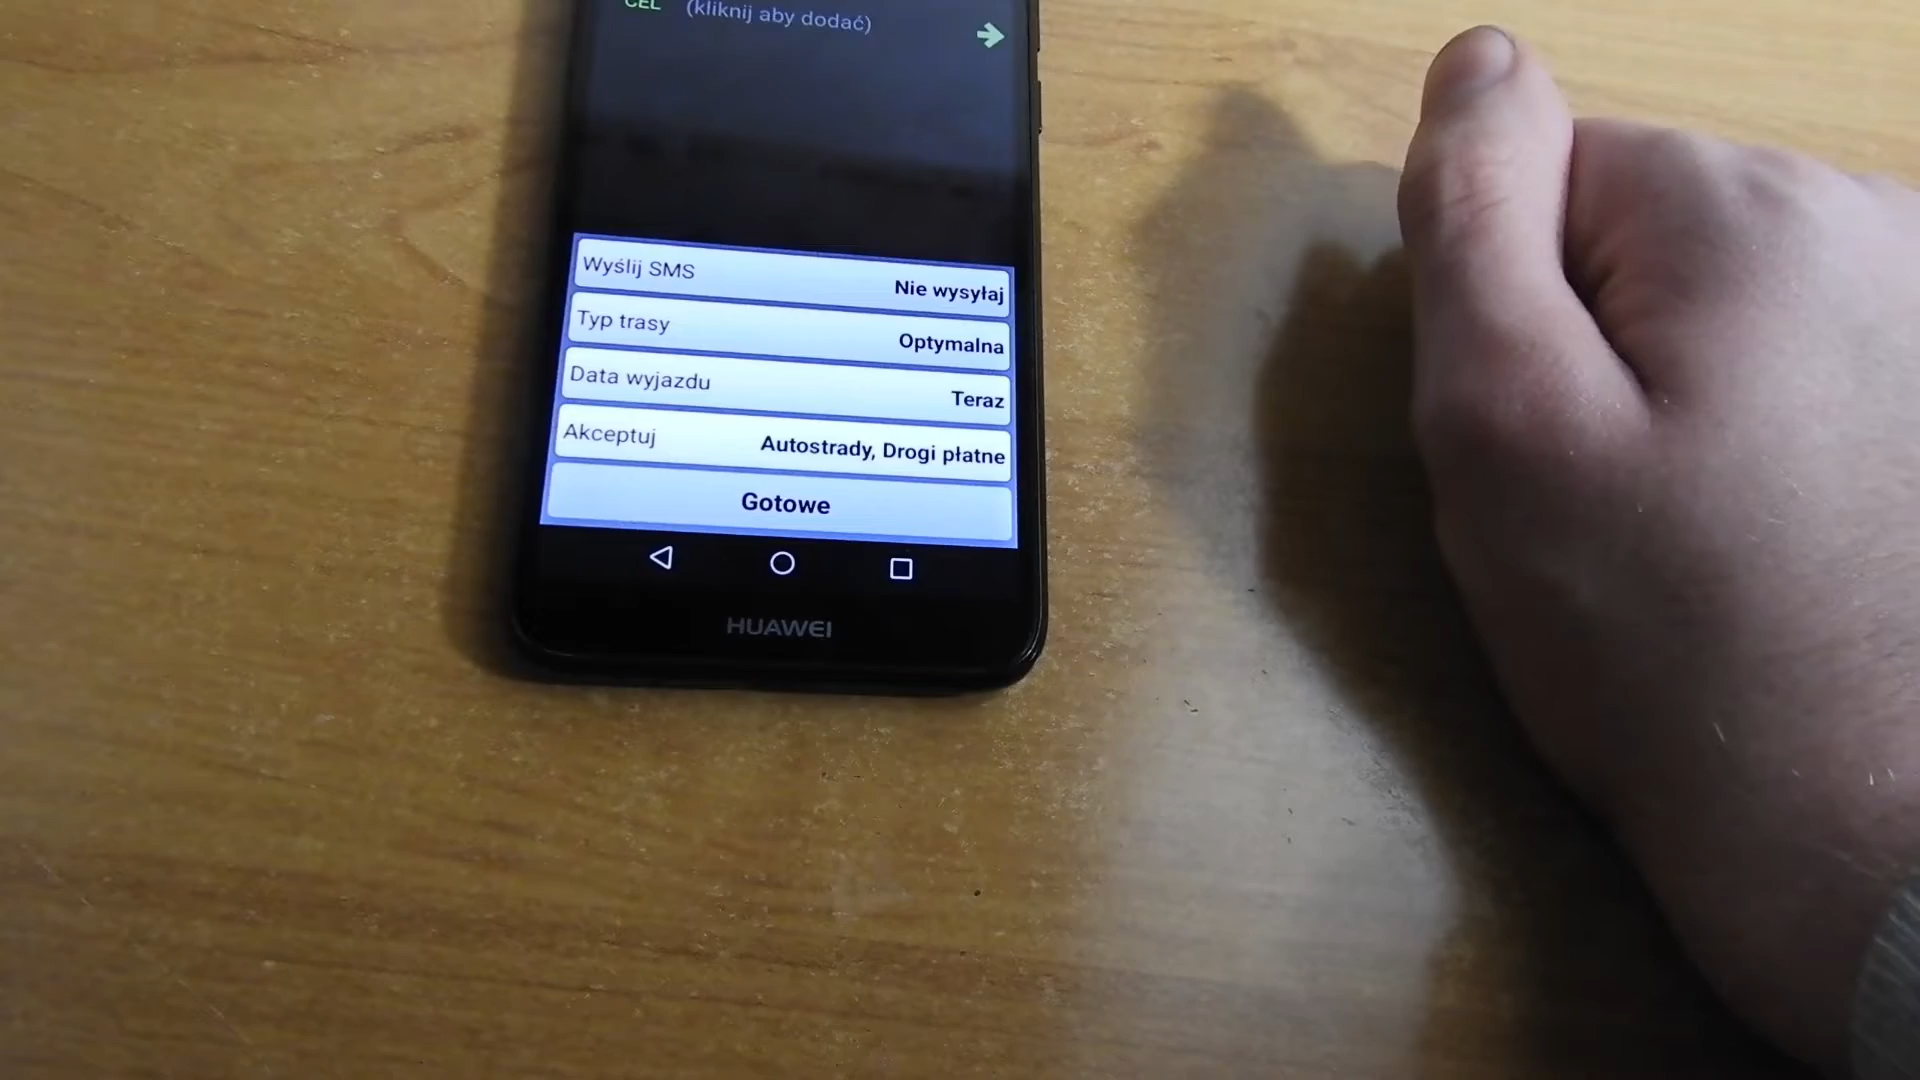 CEL (kliknij aby dodać)
Wyślij SMS Nie wysyłaj
Typ trasy Optymalna
Data wyjazdu Teraz
Akceptuj Autostrady, Drogi płatne
Gotowe
HUAWEI